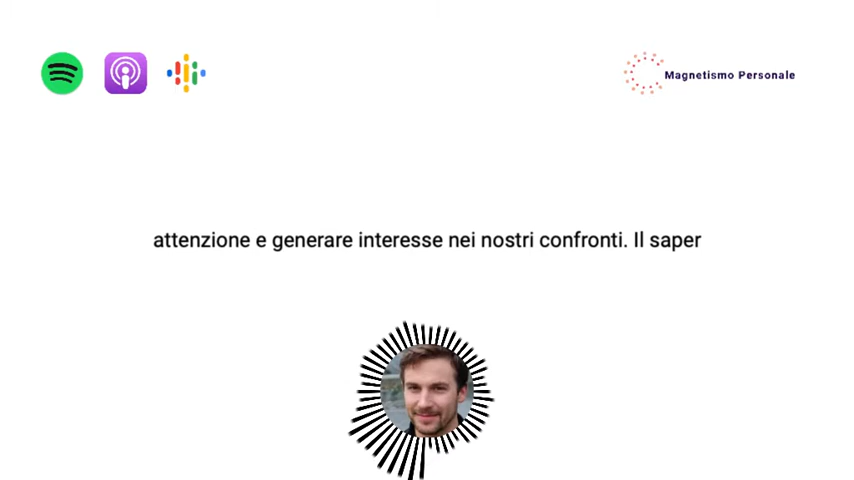 Magnetismo Personale
attenzione e generare interesse nei nostri confronti. Il saper